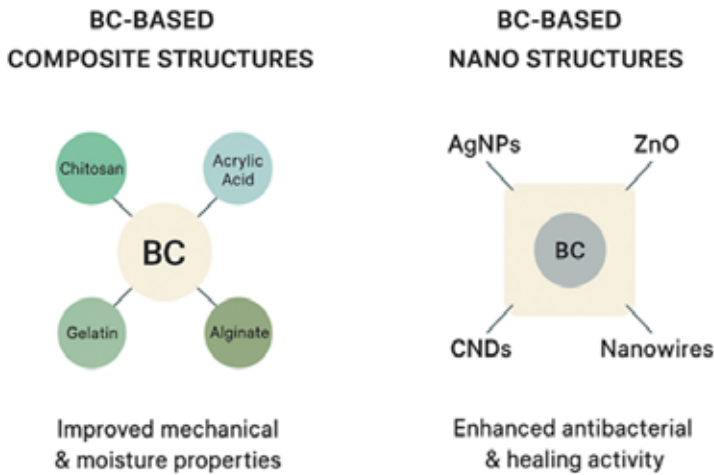 BC-BASED
COMPOSITE STRUCTURES
Chitosan
Acrylic
Acid
BC
Gelatin
Alginate
Improved mechanical
& moisture properties
BC-BASED
NANO STRUCTURES
AgNPs
ZnO
BC
CNDs
Nanowires
Enhanced antibacterial
& healing activity